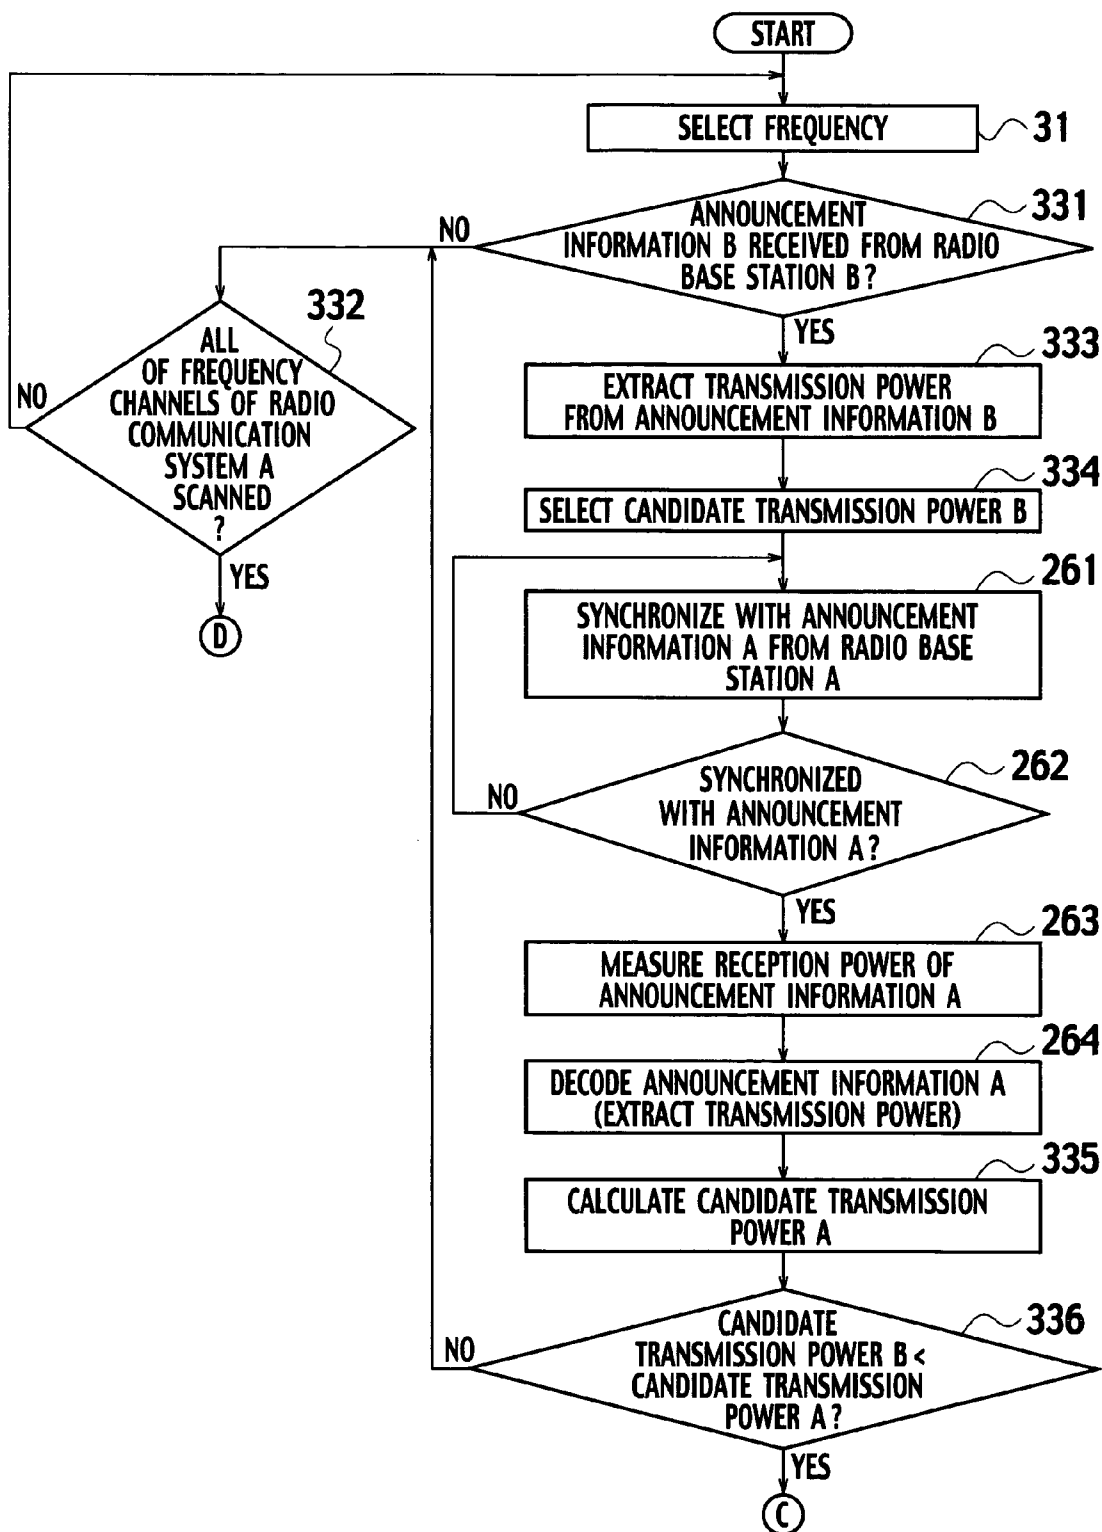 START
SELECT FREQUENCY
31
ANNOUNCEMENT
INFORMATION B RECEIVED FROM RADIO
BASE STATION B?
331
NO
YES
332
ALL
OF FREQUENCY
CHANNELS OF RADIO
COMMUNICATION
SYSTEM A
SCANNED
?
NO
YES
D
333
EXTRACT TRANSMISSION POWER
FROM ANNOUNCEMENT INFORMATION B
334
SELECT CANDIDATE TRANSMISSION POWER B
261
SYNCHRONIZE WITH ANNOUNCEMENT
INFORMATION A FROM RADIO BASE
STATION A
262
SYNCHRONIZED
WITH ANNOUNCEMENT
INFORMATION A?
NO
YES
263
MEASURE RECEPTION POWER OF
ANNOUNCEMENT INFORMATION A
264
DECODE ANNOUNCEMENT INFORMATION A
(EXTRACT TRANSMISSION POWER)
335
CALCULATE CANDIDATE TRANSMISSION
POWER A
336
CANDIDATE
TRANSMISSION POWER B <
CANDIDATE TRANSMISSION
POWER A?
NO
YES
C